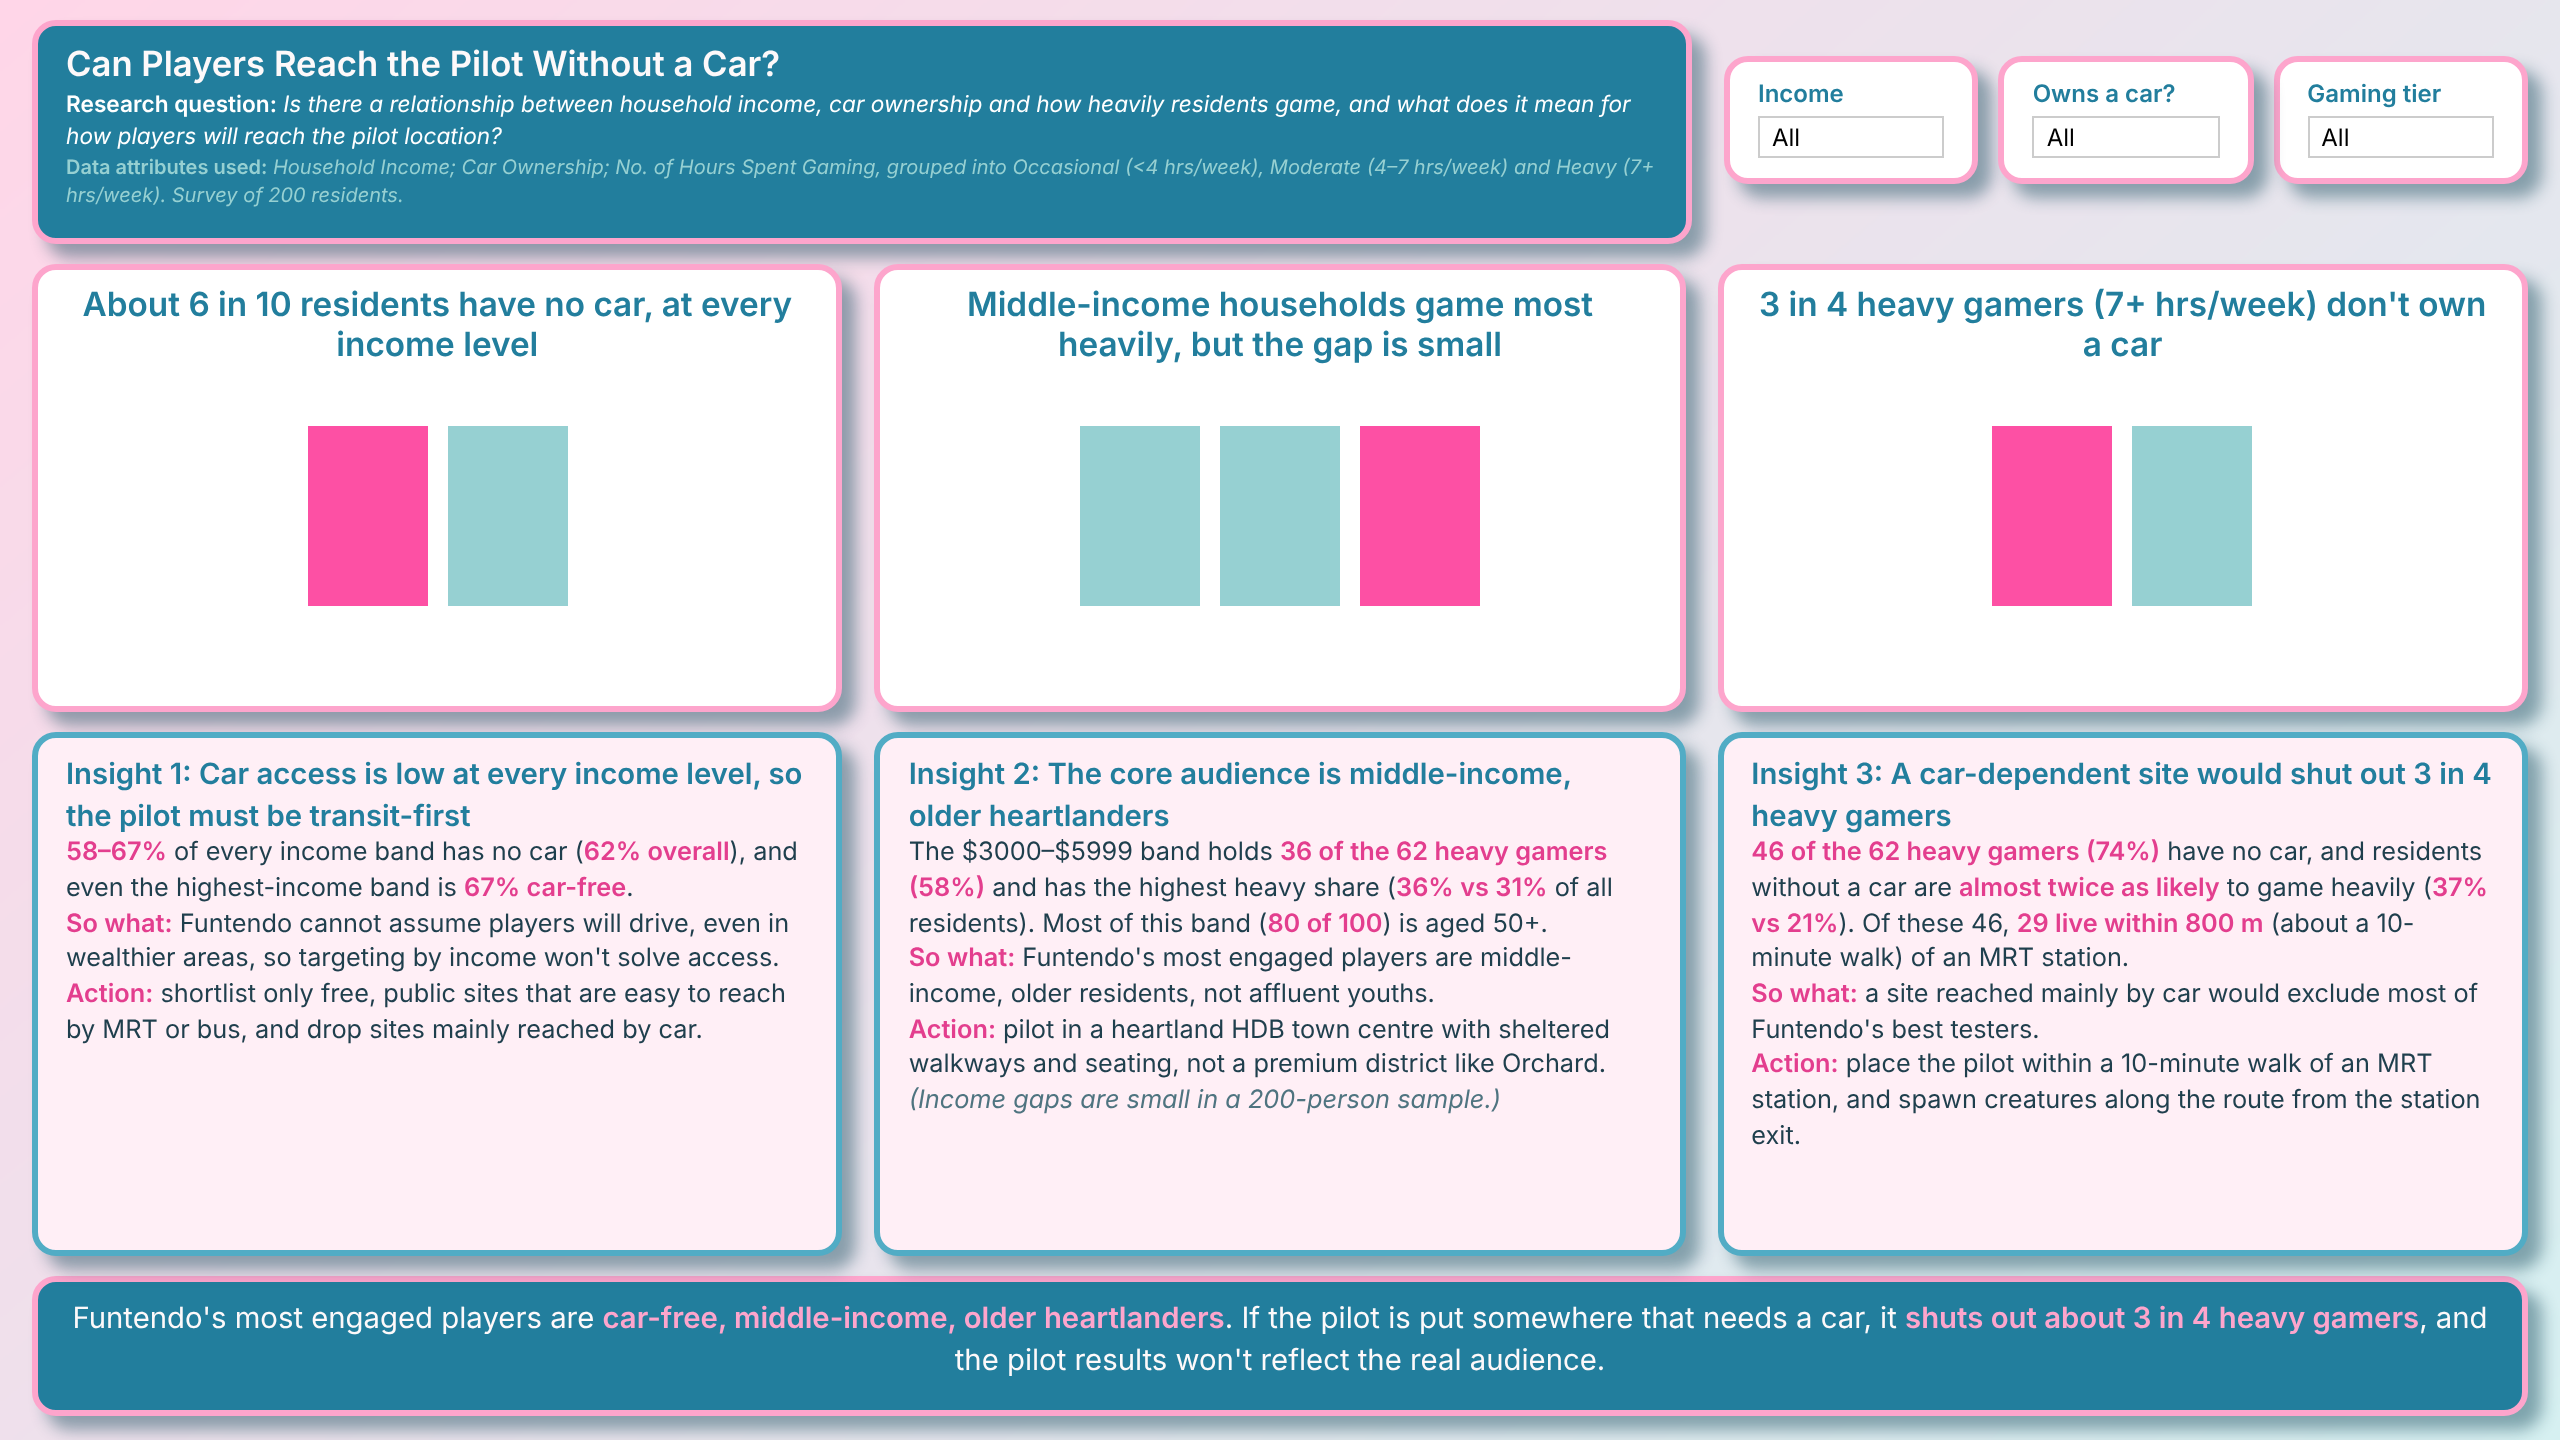 Can Players Reach the Pilot Without a Car?
Research question: Is there a relationship between household income, car ownership and how heavily residents game, and what does it mean for
how players will reach the pilot location?
Data attributes used: Household Income; Car Ownership; No. of Hours Spent Gaming, grouped into Occasional (<4 hrs/week), Moderate (4–7 hrs/week) and Heavy (7+
hrs/week). Survey of 200 residents.
Income
All
Owns a car?
All
Gaming tier
All
About 6 in 10 residents have no car, at every
income level
Middle-income households game most
heavily, but the gap is small
3 in 4 heavy gamers (7+ hrs/week) don't own
a car
Insight 1: Car access is low at every income level, so
the pilot must be transit-first
58–67% of every income band has no car (62% overall), and
even the highest-income band is 67% car-free.
So what: Funtendo cannot assume players will drive, even in
wealthier areas, so targeting by income won't solve access.
Action: shortlist only free, public sites that are easy to reach
by MRT or bus, and drop sites mainly reached by car.
Insight 2: The core audience is middle-income,
older heartlanders
The $3000–$5999 band holds 36 of the 62 heavy gamers
(58%) and has the highest heavy share (36% vs 31% of all
residents). Most of this band (80 of 100) is aged 50+.
So what: Funtendo's most engaged players are middle-
income, older residents, not affluent youths.
Action: pilot in a heartland HDB town centre with sheltered
walkways and seating, not a premium district like Orchard.
(Income gaps are small in a 200-person sample.)
Insight 3: A car-dependent site would shut out 3 in 4
heavy gamers
46 of the 62 heavy gamers (74%) have no car, and residents
without a car are almost twice as likely to game heavily (37%
vs 21%). Of these 46, 29 live within 800 m (about a 10-
minute walk) of an MRT station.
So what: a site reached mainly by car would exclude most of
Funtendo's best testers.
Action: place the pilot within a 10-minute walk of an MRT
station, and spawn creatures along the route from the station
exit.
Funtendo's most engaged players are car-free, middle-income, older heartlanders. If the pilot is put somewhere that needs a car, it shuts out about 3 in 4 heavy gamers, and
the pilot results won't reflect the real audience.